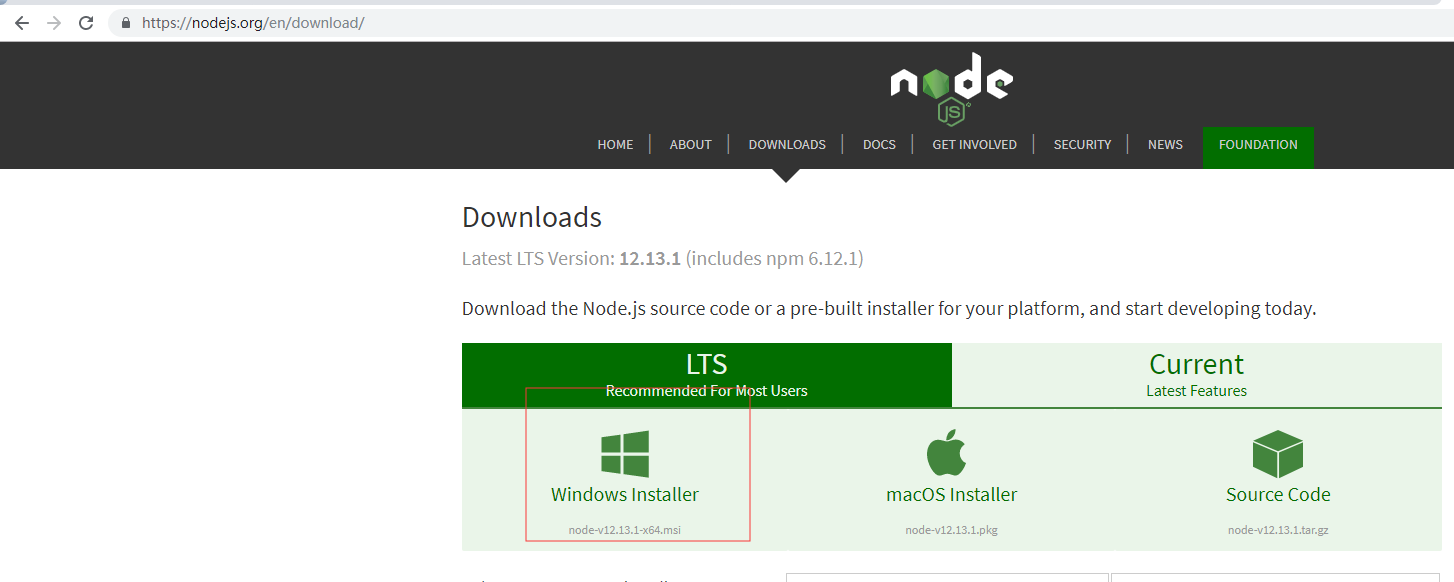 https://nodejs.org/en/download/
node
JS
HOME
ABOUT
DOWNLOADS
DOCS
GET INVOLVED
SECURITY
NEWS
FOUNDATION
Downloads
Latest LTS Version: 12.13.1 (includes npm 6.12.1)
Download the Node.js source code or a pre-built installer for your platform, and start developing today.
LTS
Recommended For Most Users
Current
Latest Features
Windows Installer
node-v12.13.1-x64.msi
macOS Installer
node-v12.13.1.pkg
Source Code
node-v12.13.1.tar.gz